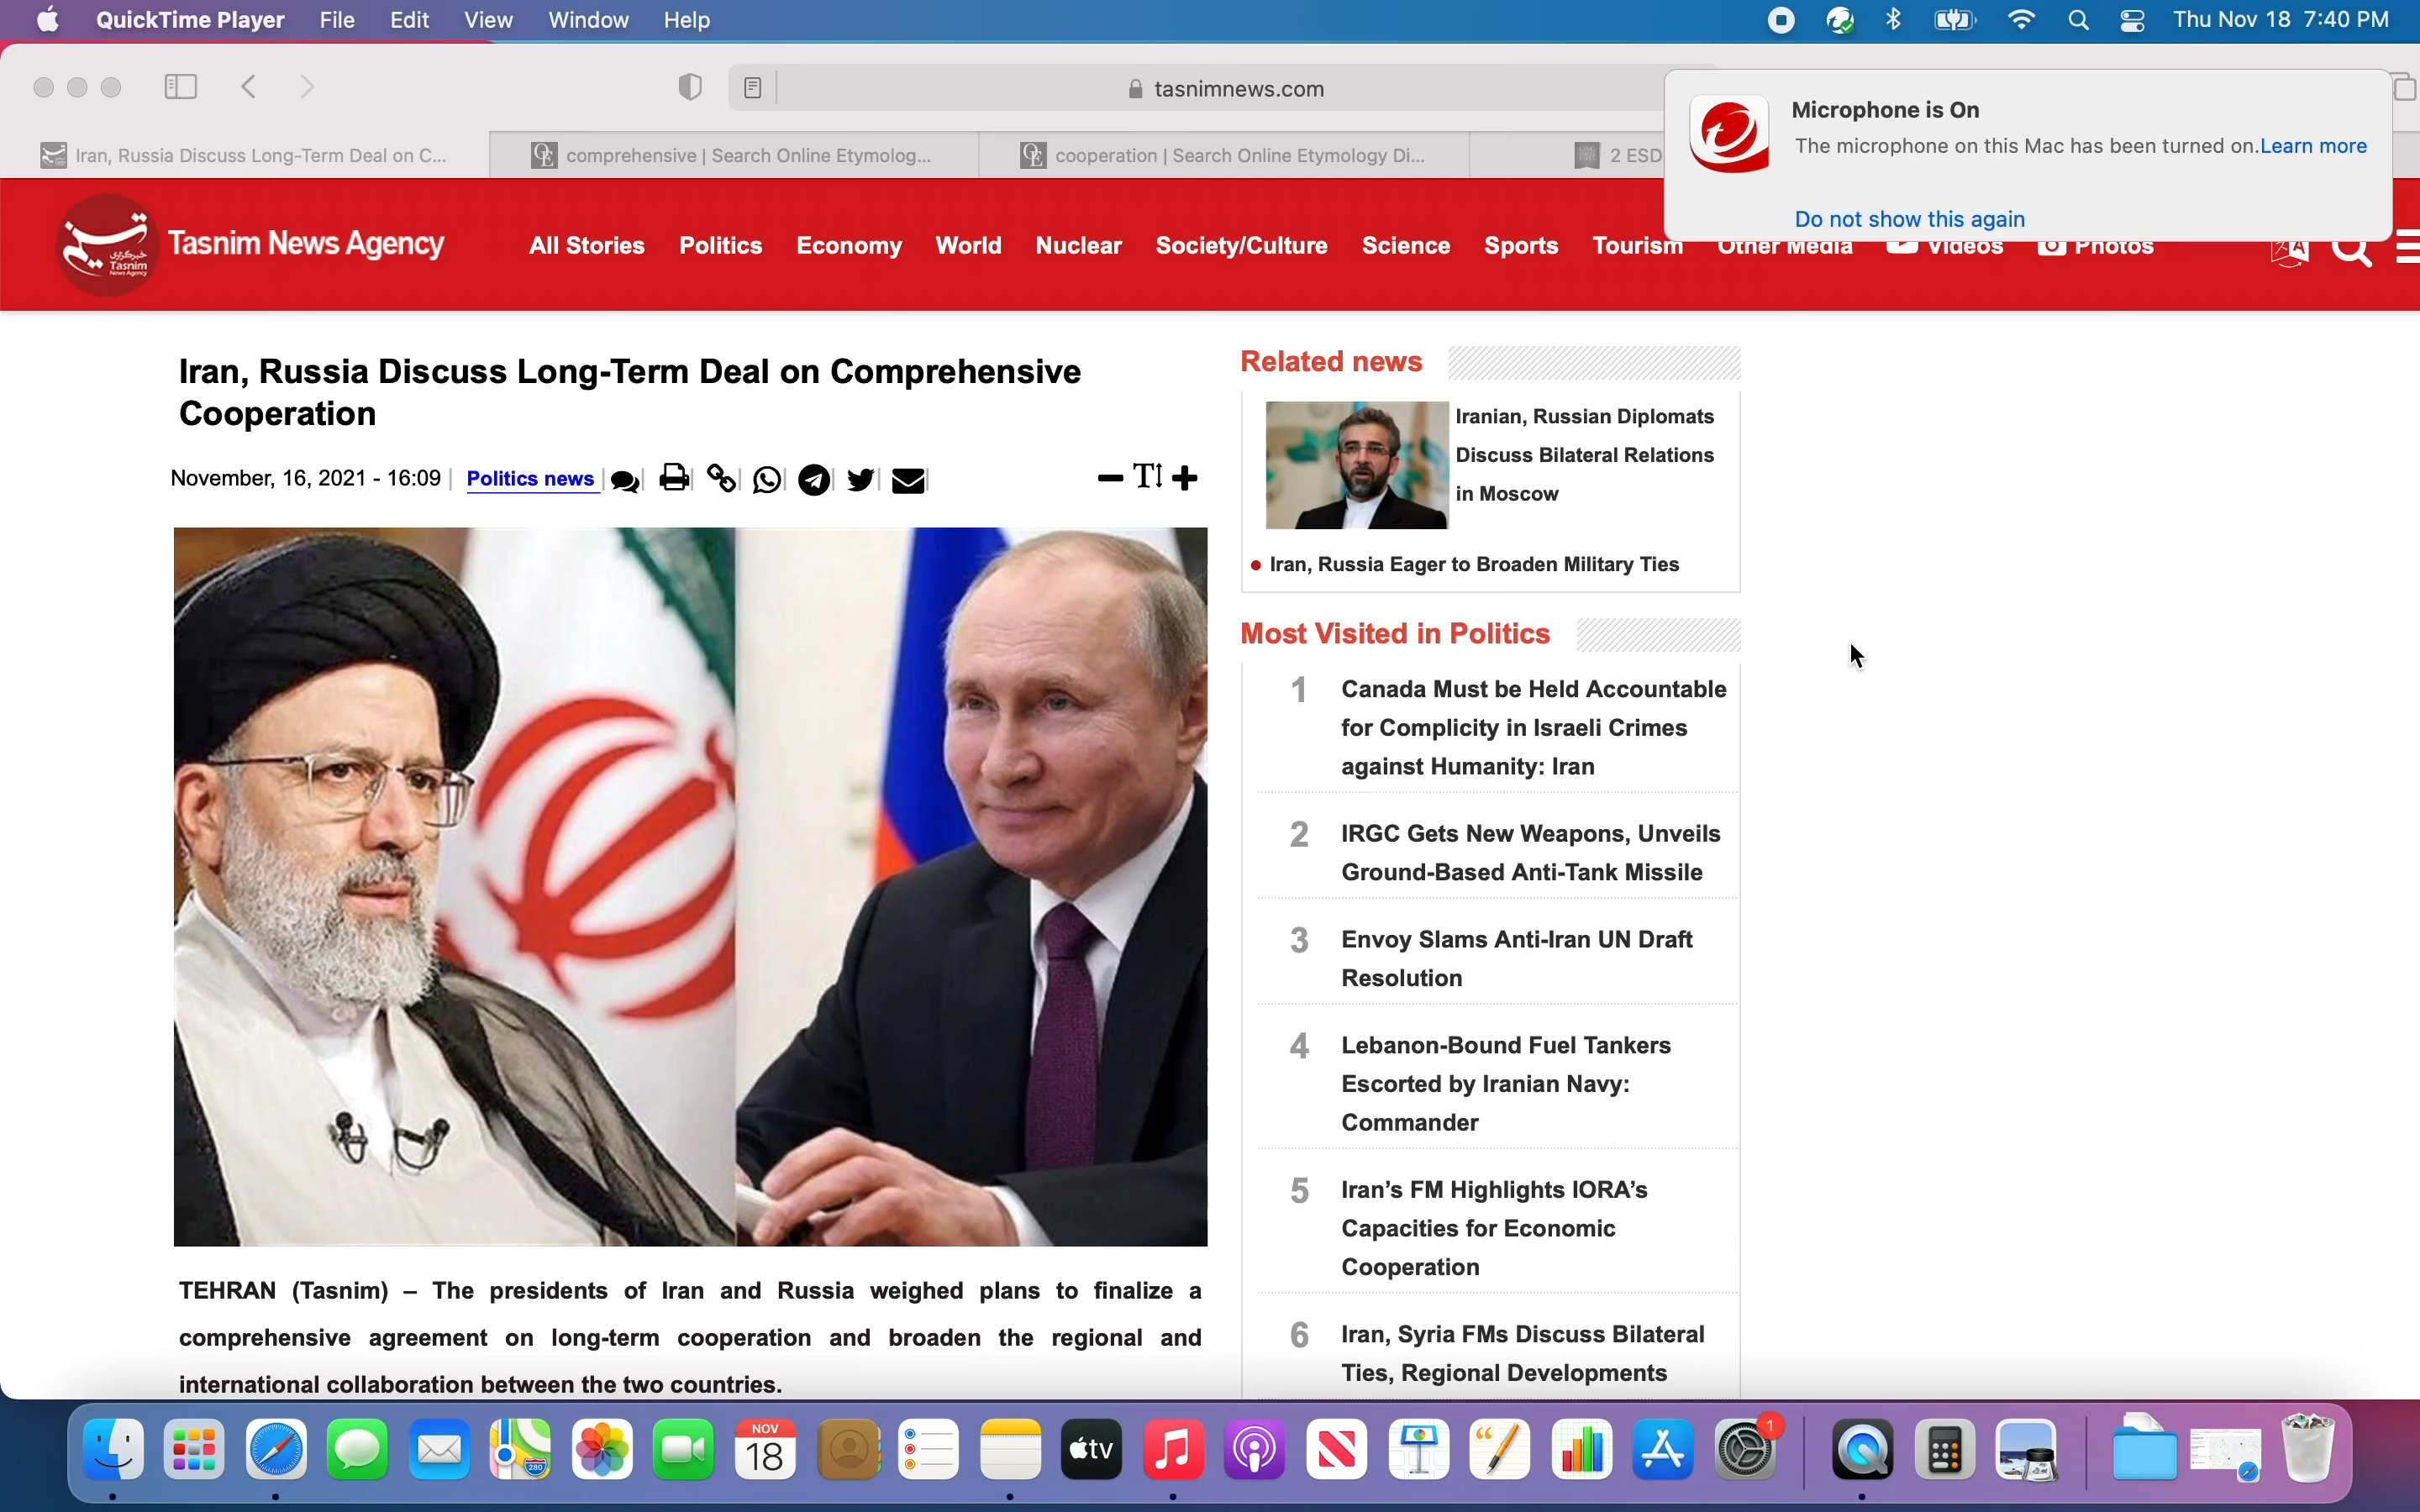 QuickTime Player File Edit View Window Help Thu Nov 18 7:40 PM
tasnimnews.com
Microphone is On
The microphone on this Mac has been turned on. Learn more
Do not show this again
Iran, Russia Discuss Long-Term Deal on C...
comprehensive | Search Online Etymolog...
cooperation | Search Online Etymology Di...
2 ESD
تسنیم
خبرگزاری
Tasnim
News Agency
Tasnim News Agency
All Stories Politics Economy World Nuclear Society/Culture Science Sports Tourism Other Media Videos Photos
Iran, Russia Discuss Long-Term Deal on Comprehensive
Cooperation
November, 16, 2021 - 16:09 Politics news
TEHRAN (Tasnim) – The presidents of Iran and Russia weighed plans to finalize a
comprehensive agreement on long-term cooperation and broaden the regional and
international collaboration between the two countries.
Related news
Iranian, Russian Diplomats
Discuss Bilateral Relations
in Moscow
Iran, Russia Eager to Broaden Military Ties
Most Visited in Politics
1 Canada Must be Held Accountable
for Complicity in Israeli Crimes
against Humanity: Iran
2 IRGC Gets New Weapons, Unveils
Ground-Based Anti-Tank Missile
3 Envoy Slams Anti-Iran UN Draft
Resolution
4 Lebanon-Bound Fuel Tankers
Escorted by Iranian Navy:
Commander
5 Iran’s FM Highlights IORA’s
Capacities for Economic
Cooperation
6 Iran, Syria FMs Discuss Bilateral
Ties, Regional Developments
280
NOV
18
tv
1